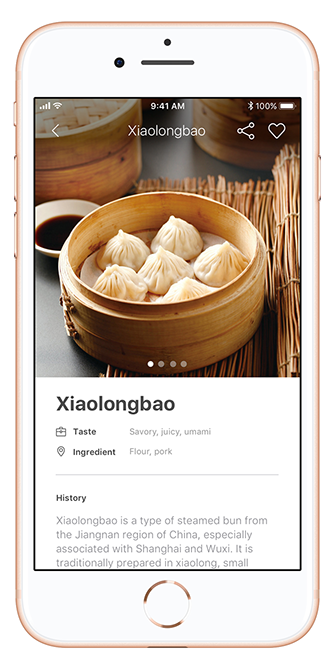 9:41 AM
100%
Xiaolongbao
Xiaolongbao
Taste Savory, juicy, umami
Ingredient Flour, pork
History
Xiaolongbao is a type of steamed bun from
the Jiangnan region of China, especially
associated with Shanghai and Wuxi. It is
traditionally prepared in xiaolong, small